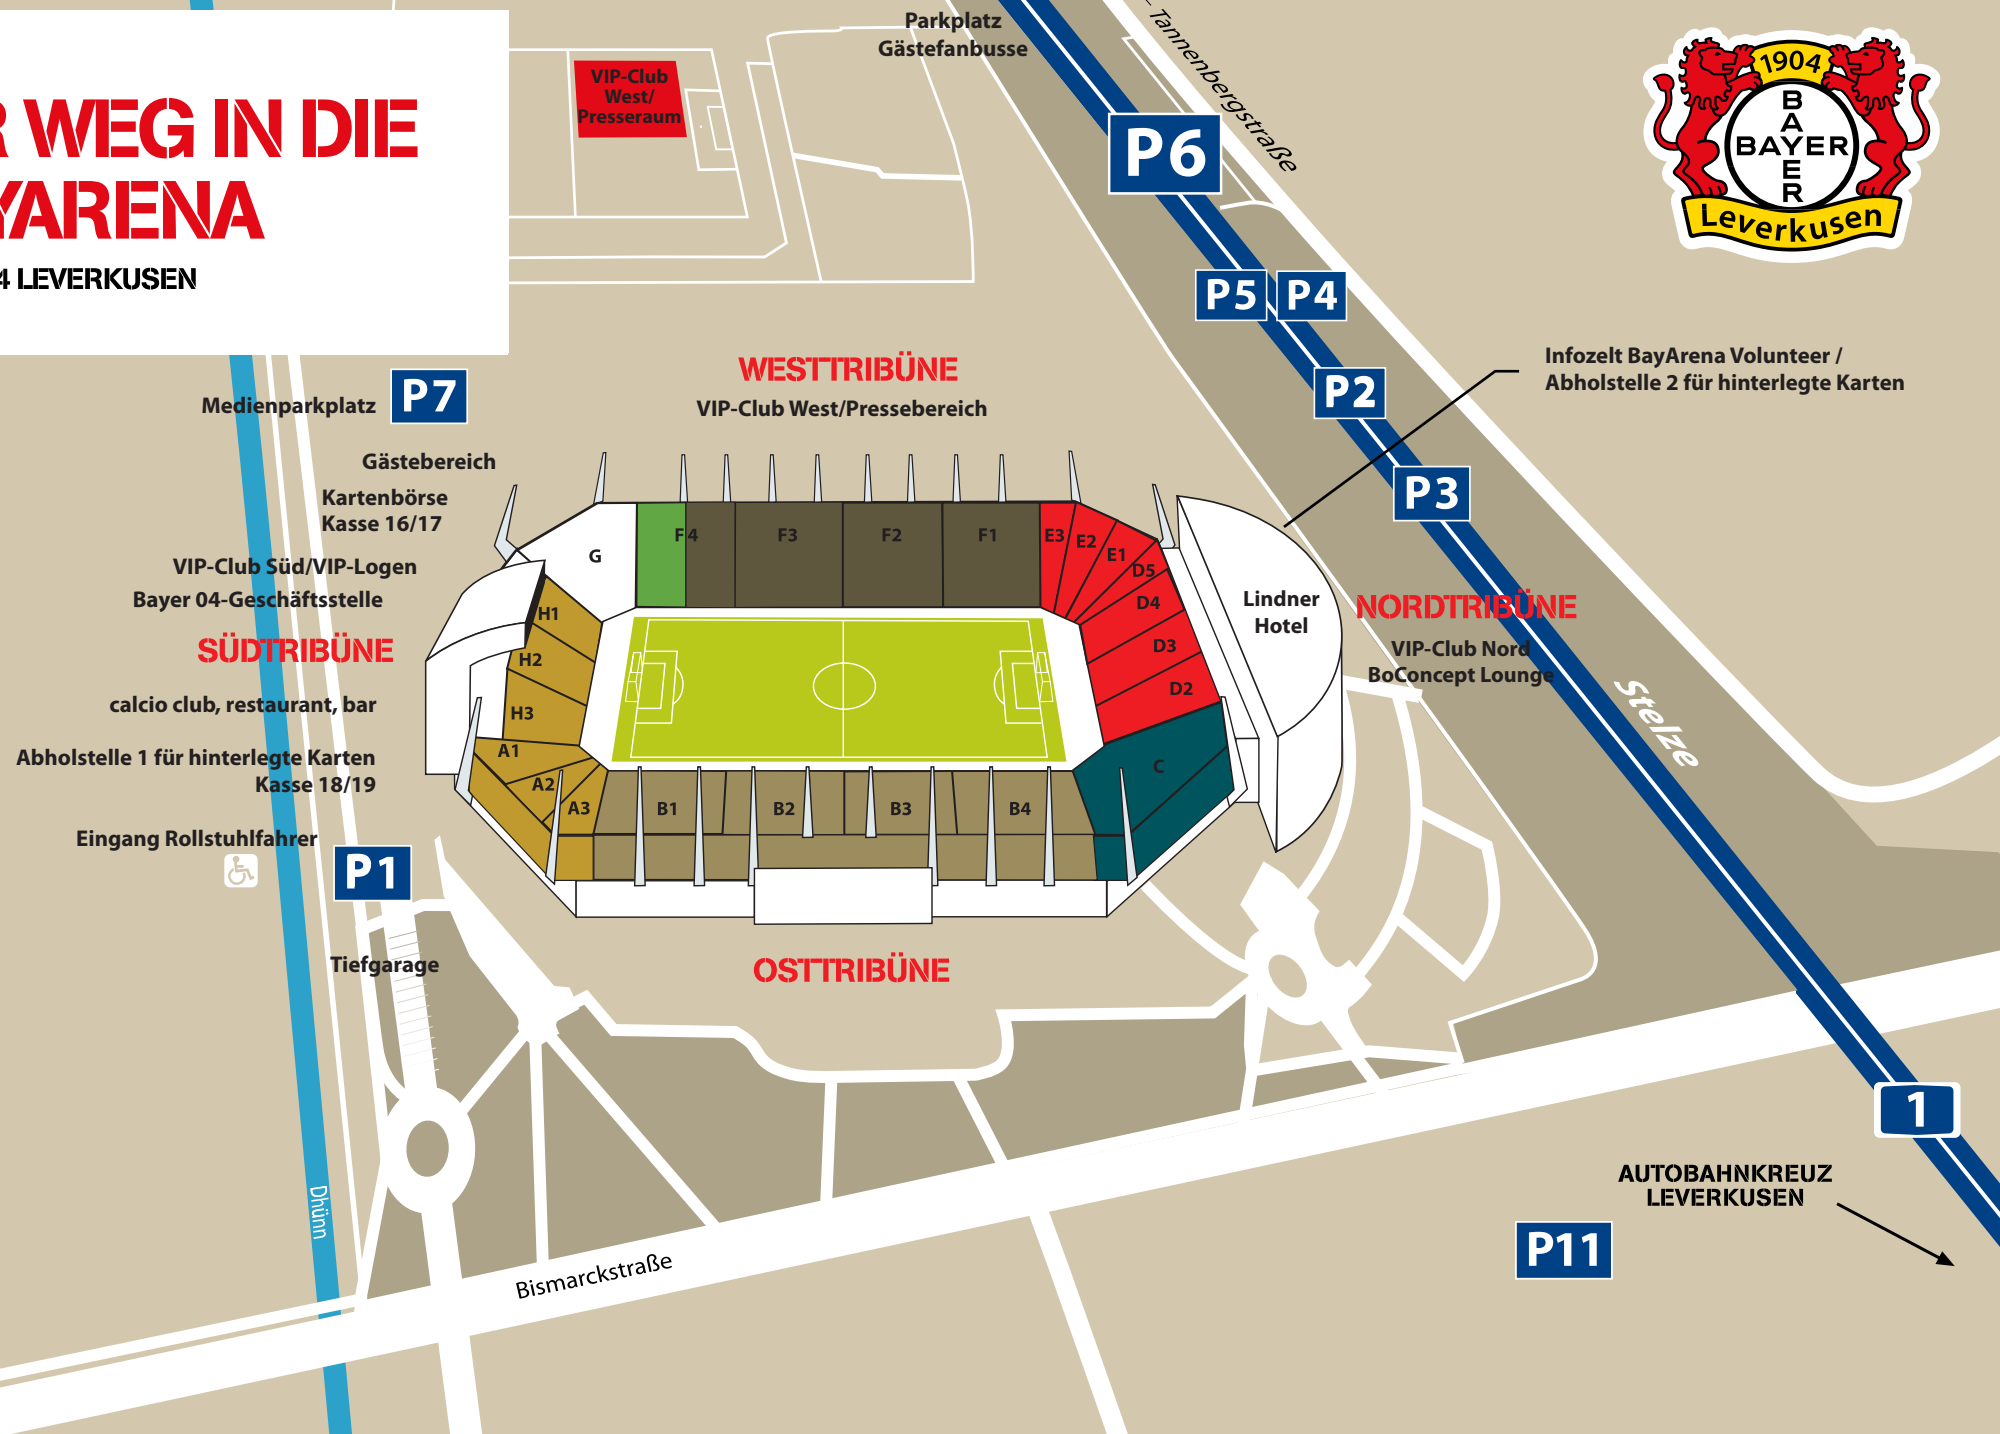 R WEG IN DIE
YARENA
4 LEVERKUSEN
Parkplatz
Gästefanbusse
Tannenbergstraße
VIP-Club
West/
Presseraum
1904
BAYER
BAYER
Leverkusen
P6
P5
P4
P2
P3
Infozelt BayArena Volunteer /
Abholstelle 2 für hinterlegte Karten
Medienparkplatz
P7
WESTTRIBÜNE
VIP-Club West/Pressebereich
Gästebereich
Kartenbörse
Kasse 16/17
VIP-Club Süd/VIP-Logen
Bayer 04-Geschäftsstelle
SÜDTRIBÜNE
calcio club, restaurant, bar
Abholstelle 1 für hinterlegte Karten
Kasse 18/19
Eingang Rollstuhlfahrer
P1
Tiefgarage
G
F4
F3
F2
F1
E3
E2
E1
D5
D4
D3
D2
C
H1
H2
H3
A1
A2
A3
B1
B2
B3
B4
Lindner
Hotel
NORDTRIBÜNE
VIP-Club Nord
BoConcept Lounge
Stelze
OSTTRIBÜNE
1
AUTOBAHNKREUZ
LEVERKUSEN
P11
Dhünn
Bismarckstraße